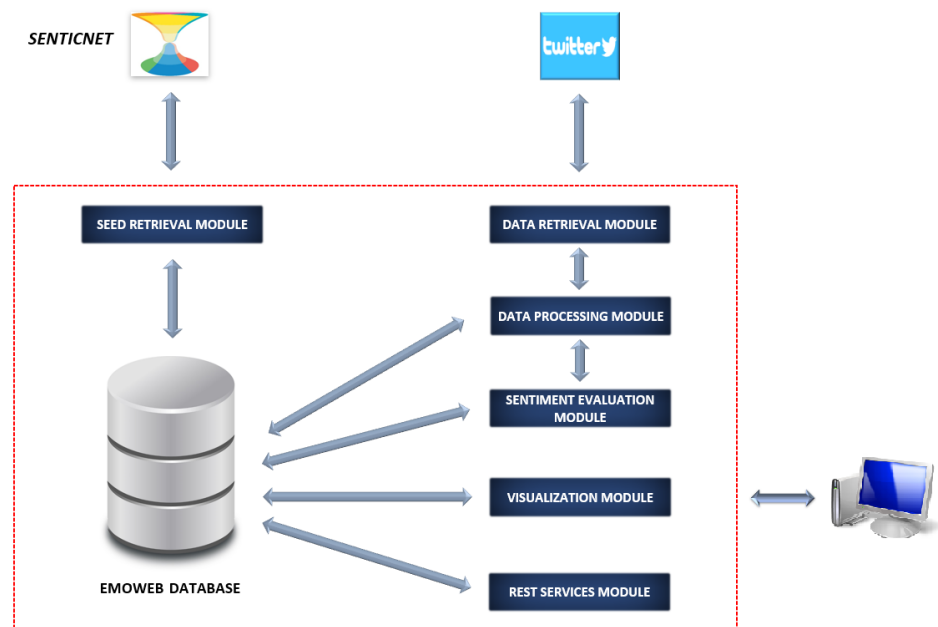 SENTICNET
twitter
SEED RETRIEVAL MODULE
DATA RETRIEVAL MODULE
DATA PROCESSING MODULE
SENTIMENT EVALUATION
MODULE
VISUALIZATION MODULE
EMOWEB DATABASE
REST SERVICES MODULE